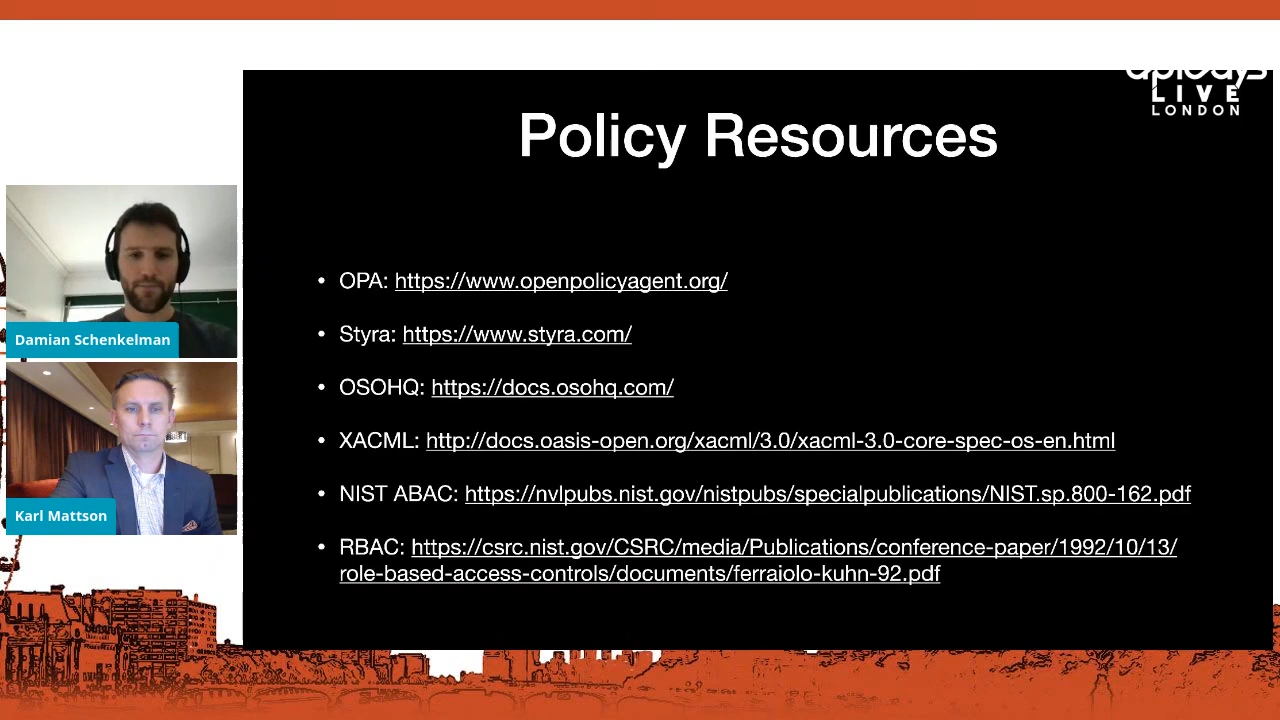 apidays
LIVE
LONDON
Policy Resources
• OPA: https://www.openpolicyagent.org/
• Styra: https://www.styra.com/
• OSOHQ: https://docs.osohq.com/
• XACML: http://docs.oasis-open.org/xacml/3.0/xacml-3.0-core-spec-os-en.html
• NIST ABAC: https://nvlpubs.nist.gov/nistpubs/specialpublications/NIST.sp.800-162.pdf
• RBAC: https://csrc.nist.gov/CSRC/media/Publications/conference-paper/1992/10/13/
role-based-access-controls/documents/ferraiolo-kuhn-92.pdf
Damian Schenkelman
Karl Mattson